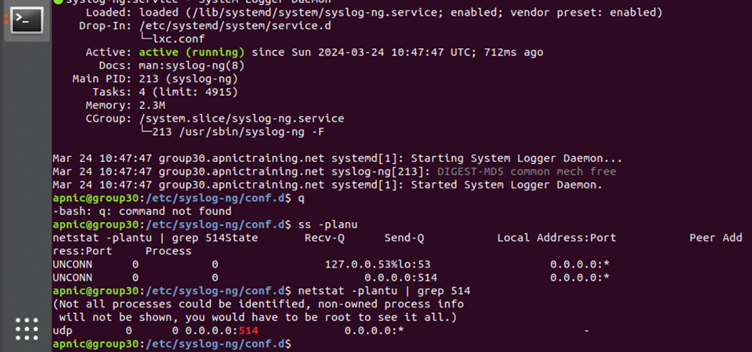 syslog-ng.service - System Logger Daemon
Loaded: loaded (/lib/systemd/system/syslog-ng.service; enabled; vendor preset: enabled)
Drop-In: /etc/systemd/system/service.d
└─lxc.conf
Active: active (running) since Sun 2024-03-24 10:47:47 UTC; 712ms ago
Docs: man:syslog-ng(8)
Main PID: 213 (syslog-ng)
Tasks: 4 (limit: 4915)
Memory: 2.3M
CGroup: /system.slice/syslog-ng.service
└─213 /usr/sbin/syslog-ng -F
Mar 24 10:47:47 group30.apnictraining.net systemd[1]: Starting System Logger Daemon...
Mar 24 10:47:47 group30.apnictraining.net syslog-ng[213]: DIGEST-MD5 common mech free
Mar 24 10:47:47 group30.apnictraining.net systemd[1]: Started System Logger Daemon.
apnic@group30:/etc/syslog-ng/conf.d$ q
-bash: q: command not found
apnic@group30:/etc/syslog-ng/conf.d$ ss -planu
netstat -plantu | grep 514State Recv-Q Send-Q Local Address:Port Peer Add
ress:Port Process
UNCONN 0 0 127.0.0.53%lo:53 0.0.0.0:*
UNCONN 0 0 0.0.0.0:514 0.0.0.0:*
apnic@group30:/etc/syslog-ng/conf.d$ netstat -plantu | grep 514
(Not all processes could be identified, non-owned process info
will not be shown, you would have to be root to see it all.)
udp 0 0 0.0.0.0:514 0.0.0.0:* -
apnic@group30:/etc/syslog-ng/conf.d$